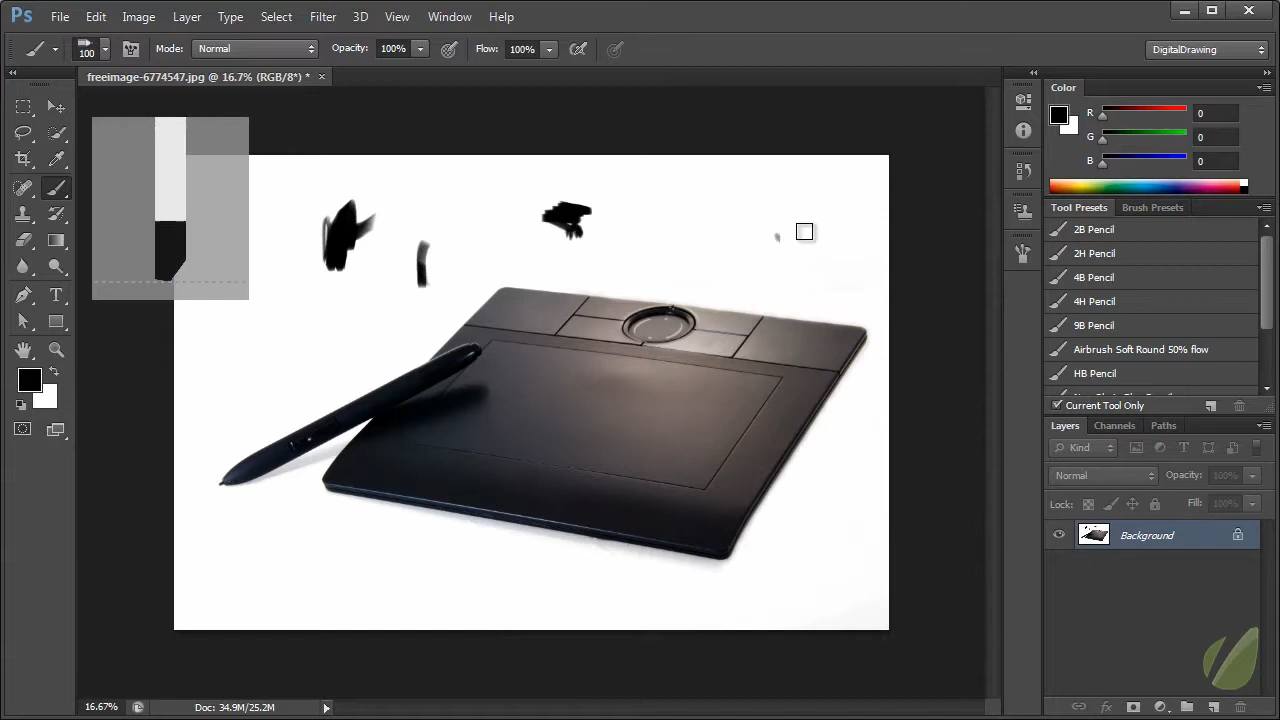 Ps File Edit Image Layer Type Select Filter 3D View Window Help
100 Mode: Normal Opacity: 100% Flow: 100% DigitalDrawing
freeimage-6774547.jpg @ 16.7% (RGB/8*) * ×
Color
R 0
G 0
B 0
Tool Presets Brush Presets
2B Pencil
2H Pencil
4B Pencil
4H Pencil
9B Pencil
Airbrush Soft Round 50% flow
HB Pencil
Current Tool Only
Layers Channels Paths
Kind
Normal Opacity: 100%
Lock: Fill: 100%
Background
16.67% Doc: 34.9M/25.2M